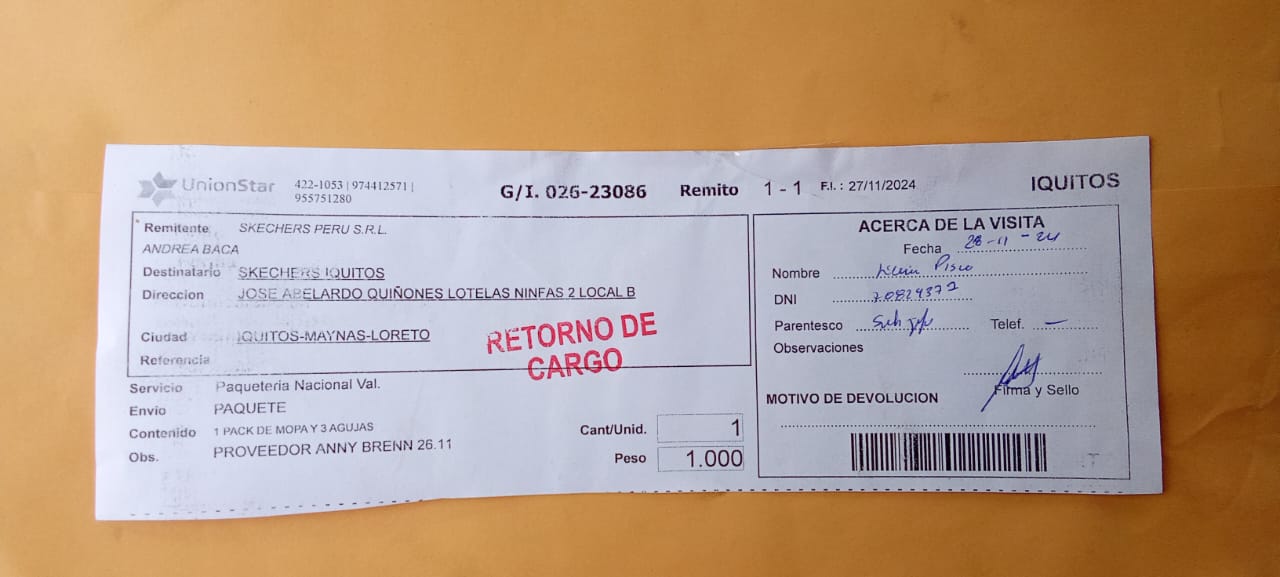 UnionStar
422-1053 | 974412571 |
955751280
G/I. 026-23086
Remito 1 - 1
F.I.: 27/11/2024
IQUITOS
Remitente SKECHERS PERU S.R.L.
ANDREA BACA
Destinatario SKECHERS IQUITOS
Direccion JOSE ABELARDO QUIÑONES LOTELAS NINFAS 2 LOCAL B
Ciudad IQUITOS-MAYNAS-LORETO
Referencia
RETORNO DE
CARGO
Servicio Paqueteria Nacional Val.
Envio PAQUETE
Contenido 1 PACK DE MOPA Y 3 AGUJAS
Obs. PROVEEDOR ANNY BRENN 26.11
Cant/Unid. 1
Peso 1.000
ACERCA DE LA VISITA
Fecha 28-11-24
Nombre Pisco
DNI
Parentesco Sub jefe Telef. —
Observaciones
Firma y Sello
MOTIVO DE DEVOLUCION